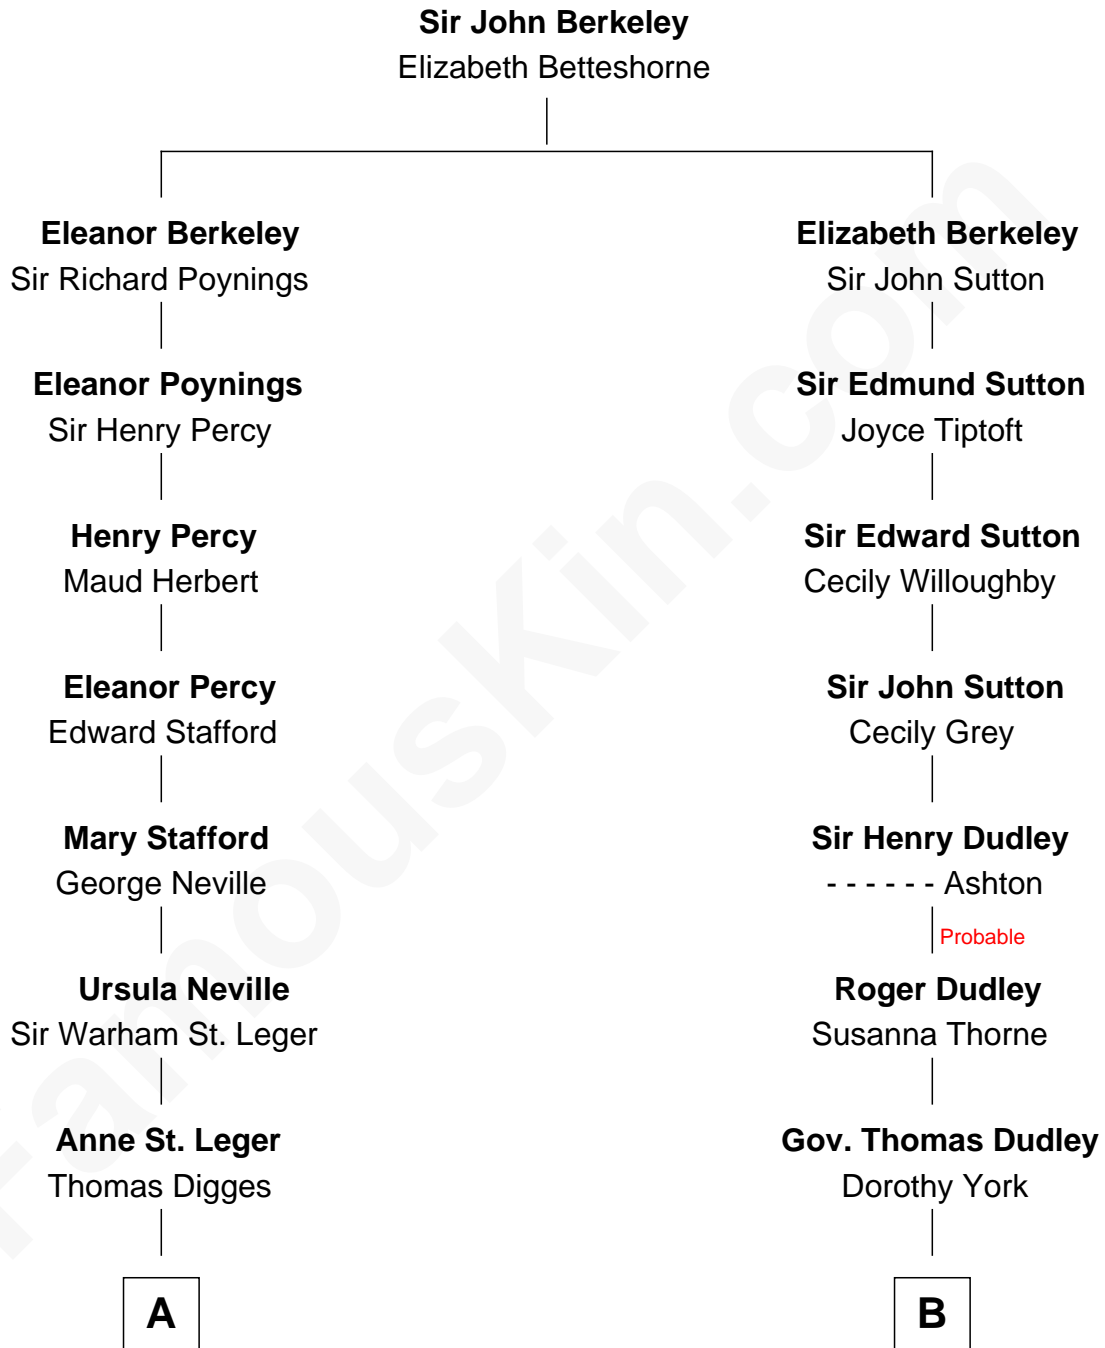 Sir John Berkeley
Elizabeth Betteshorne
Eleanor Berkeley
Sir Richard Poynings
Elizabeth Berkeley
Sir John Sutton
Eleanor Poynings
Sir Henry Percy
Sir Edmund Sutton
Joyce Tiptoft
Henry Percy
Maud Herbert
Sir Edward Sutton
Cecily Willoughby
Eleanor Percy
Edward Stafford
Sir John Sutton
Cecily Grey
Mary Stafford
George Neville
Sir Henry Dudley
- - - - - - Ashton
Probable
Ursula Neville
Sir Warham St. Leger
Roger Dudley
Susanna Thorne
Anne St. Leger
Thomas Digges
Gov. Thomas Dudley
Dorothy York
A
B
FamousKin.com